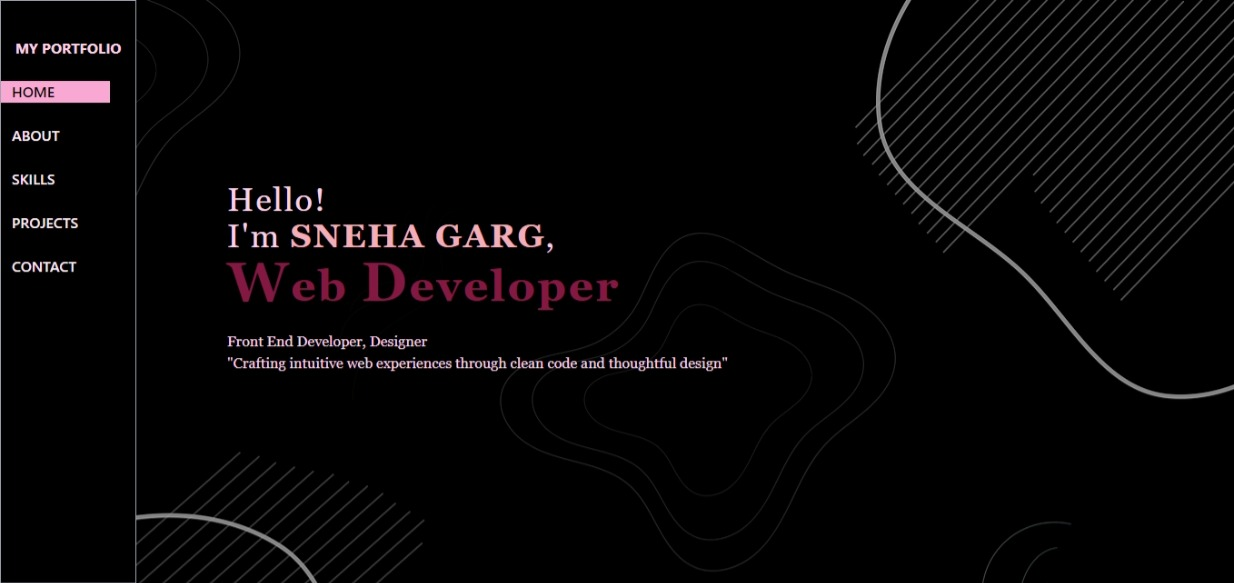 MY PORTFOLIO
HOME
ABOUT
SKILLS
PROJECTS
CONTACT
Hello!
I'm SNEHA GARG,
Web Developer
Front End Developer, Designer
"Crafting intuitive web experiences through clean code and thoughtful design"